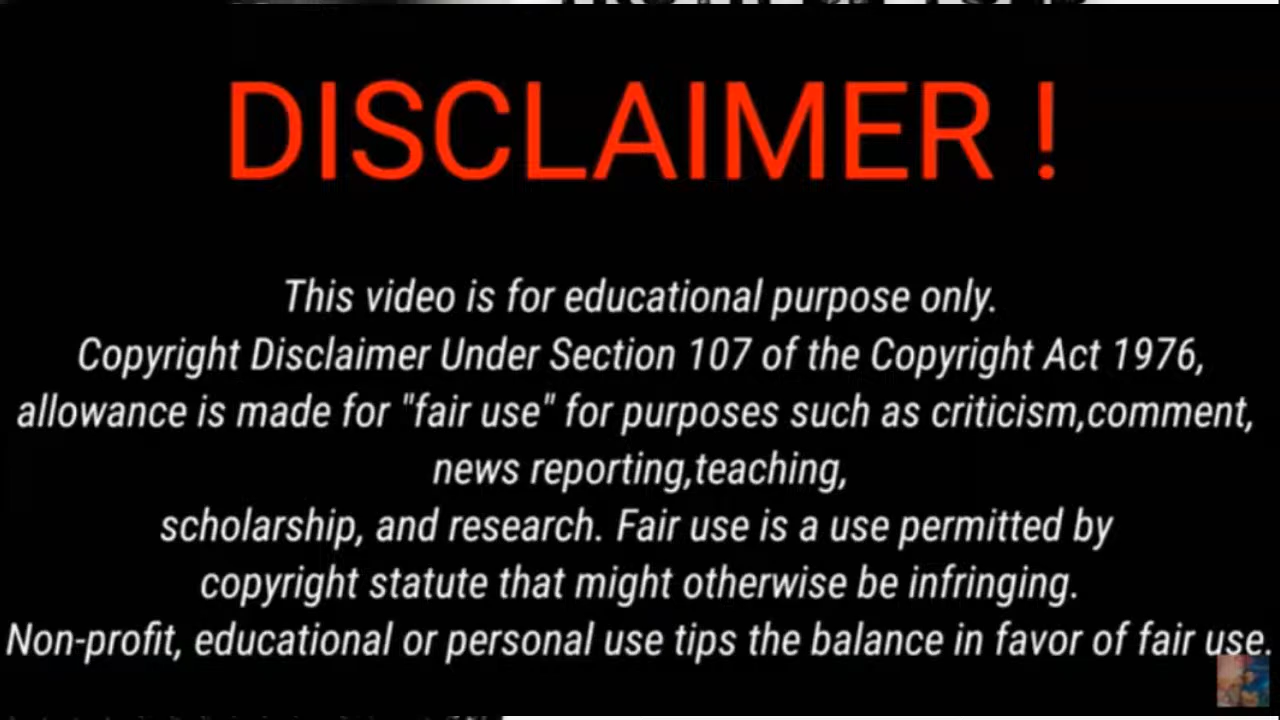 DISCLAIMER !
This video is for educational purpose only.
Copyright Disclaimer Under Section 107 of the Copyright Act 1976,
allowance is made for "fair use" for purposes such as criticism,comment,
news reporting,teaching,
scholarship, and research. Fair use is a use permitted by
copyright statute that might otherwise be infringing.
Non-profit, educational or personal use tips the balance in favor of fair use.